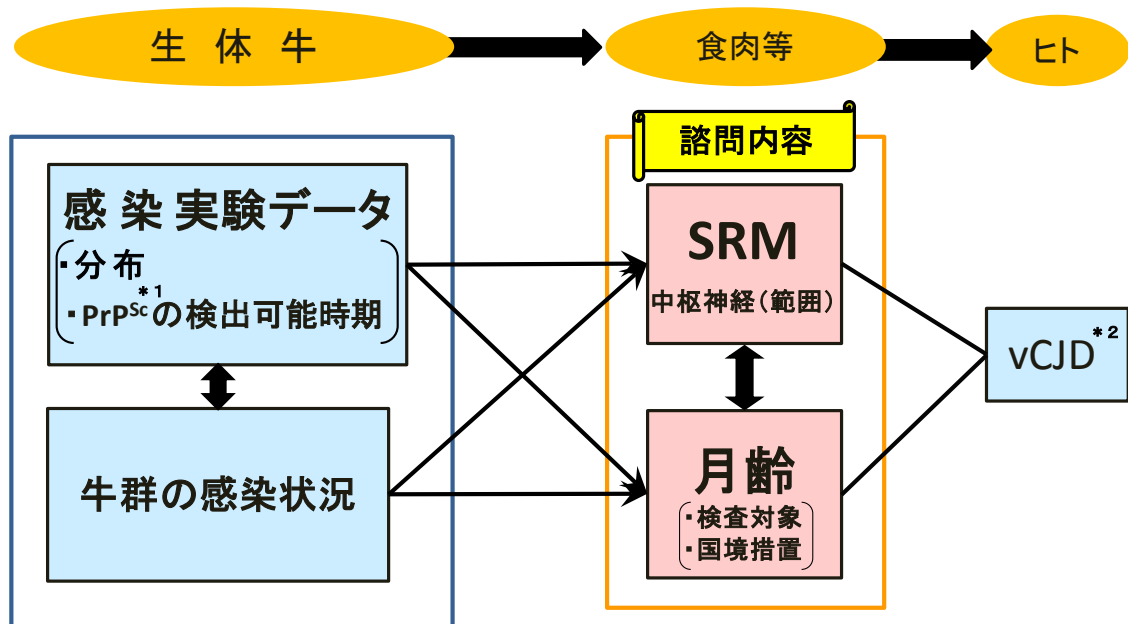 生 体 牛
食肉等
ヒト
諮問内容
感 染 実験データ
・分 布
・PrPSc*1の検出可能時期
牛群の感染状況
SRM
中枢神経（範囲）
月齢
・検査対象
・国境措置
vCJD*2